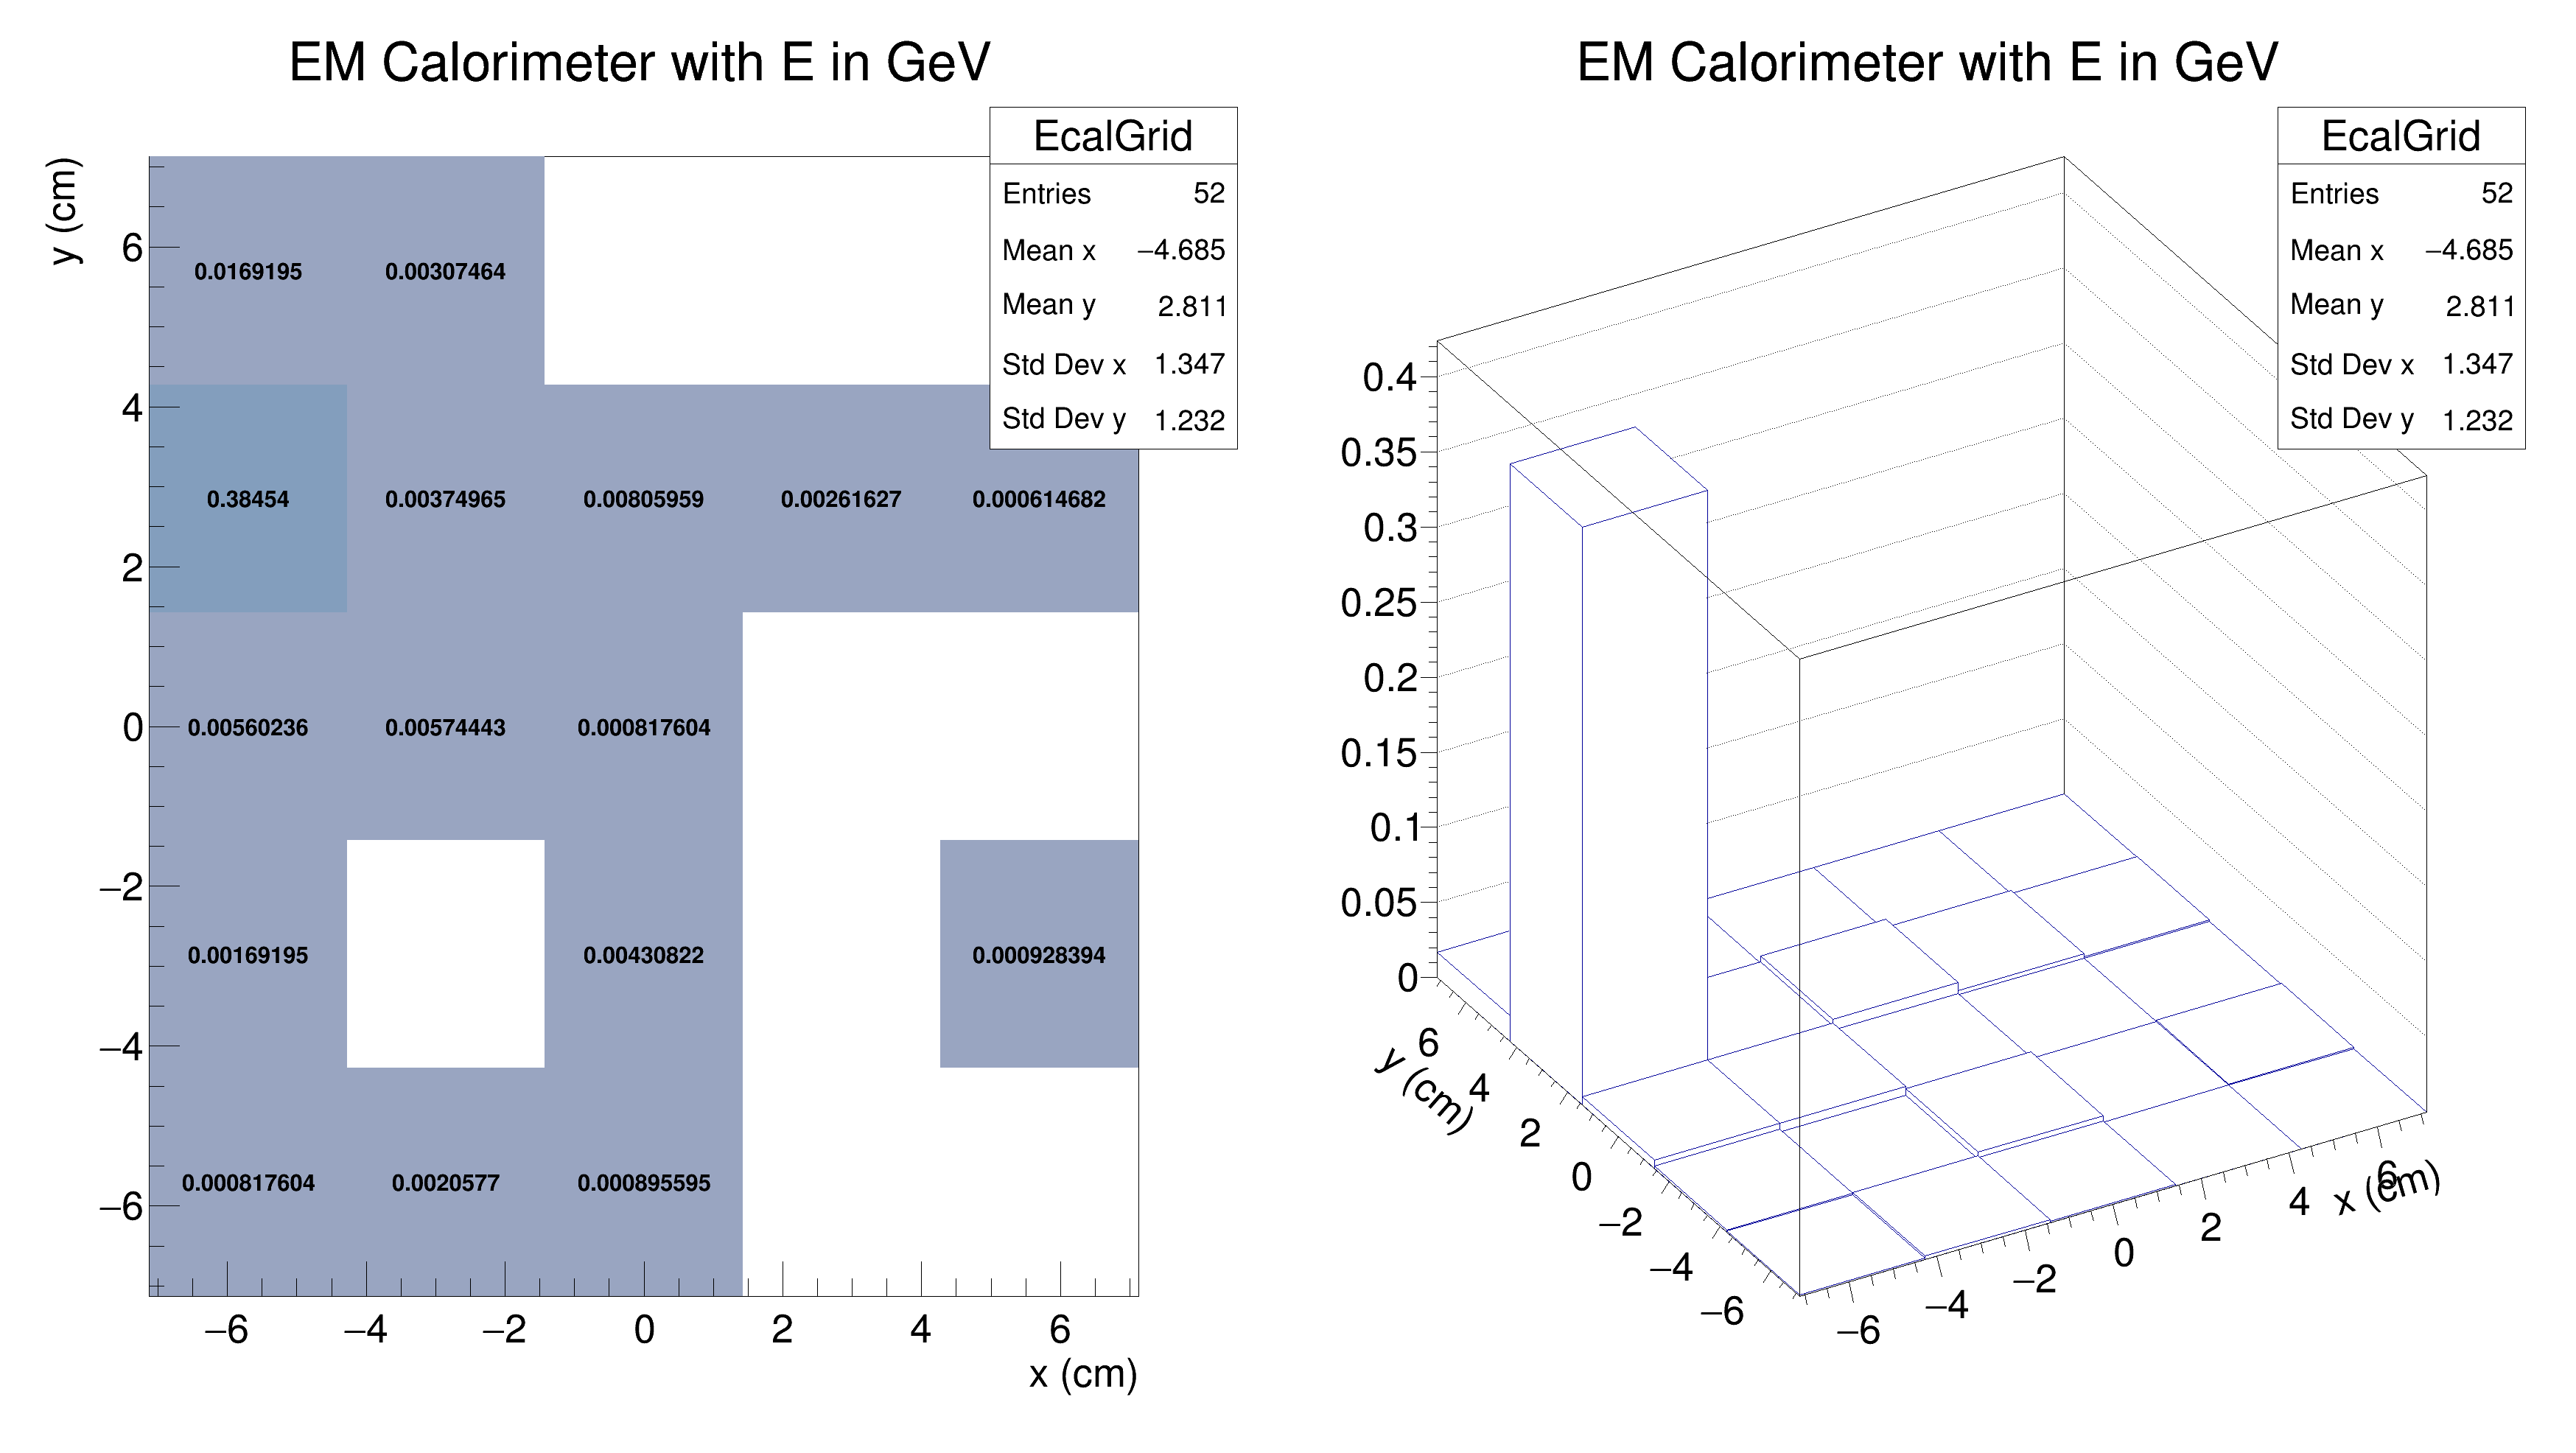 EM Calorimeter with E in GeV
EcalGrid
Entries 52
Mean x −4.685
Mean y 2.811
Std Dev x 1.347
Std Dev y 1.232
y (cm)
6
4
2
0
−2
−4
−6
0.0169195 0.00307464
0.38454 0.00374965 0.00805959 0.00261627 0.000614682
0.00560236 0.00574443 0.000817604
0.00169195 0.00430822 0.000928394
0.000817604 0.0020577 0.000895595
−6 −4 −2 0 2 4 6
x (cm)
EM Calorimeter with E in GeV
EcalGrid
Entries 52
Mean x −4.685
Mean y 2.811
Std Dev x 1.347
Std Dev y 1.232
0.4
0.35
0.3
0.25
0.2
0.15
0.1
0.05
0
y (cm)
6
4
2
0
−2
−4
−6
−6
−4
−2
0
2
4
6
x (cm)